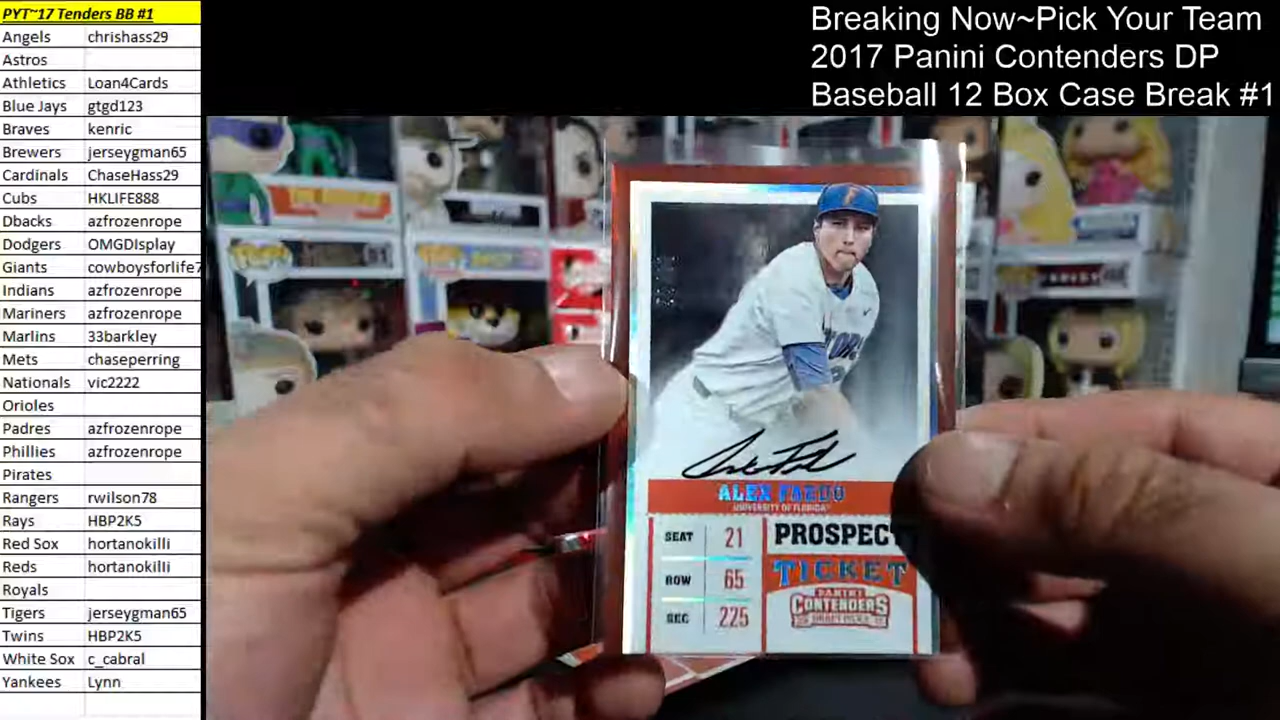 PYT~17 Tenders BB #1
Angels chrishass29
Astros
Athletics Loan4Cards
Blue Jays gtgd123
Braves kenric
Brewers jerseygman65
Cardinals ChaseHass29
Cubs HKLIFE888
Dbacks azfrozenrope
Dodgers OMGDIsplay
Giants cowboysforlife7
Indians azfrozenrope
Mariners azfrozenrope
Marlins 33barkley
Mets chaseperring
Nationals vic2222
Orioles
Padres azfrozenrope
Phillies azfrozenrope
Pirates
Rangers rwilson78
Rays HBP2K5
Red Sox hortanokilli
Reds hortanokilli
Royals
Tigers jerseygman65
Twins HBP2K5
White Sox c_cabral
Yankees Lynn
Breaking Now~Pick Your Team
2017 Panini Contenders DP
Baseball 12 Box Case Break #1
ALEX FAEDO
UNIVERSITY OF FLORIDA
SEAT 21
ROW 65
SEC 225
PROSPECT
TICKET
PANINI
CONTENDERS
DRAFT PICKS